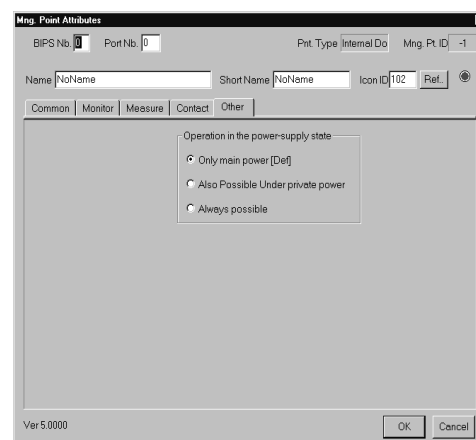 Mng. Point Attributes
BIPS Nb. 0 Port Nb. 0 Pnt. Type Internal Do Mng. Pt. ID -1
Name NoName Short Name NoName Icon ID 102 Ref..
Common Monitor Measure Contact Other
Operation in the power-supply state
Only main power [Def]
Also Possible Under private power
Always possible
Ver 5.0000 OK Cancel